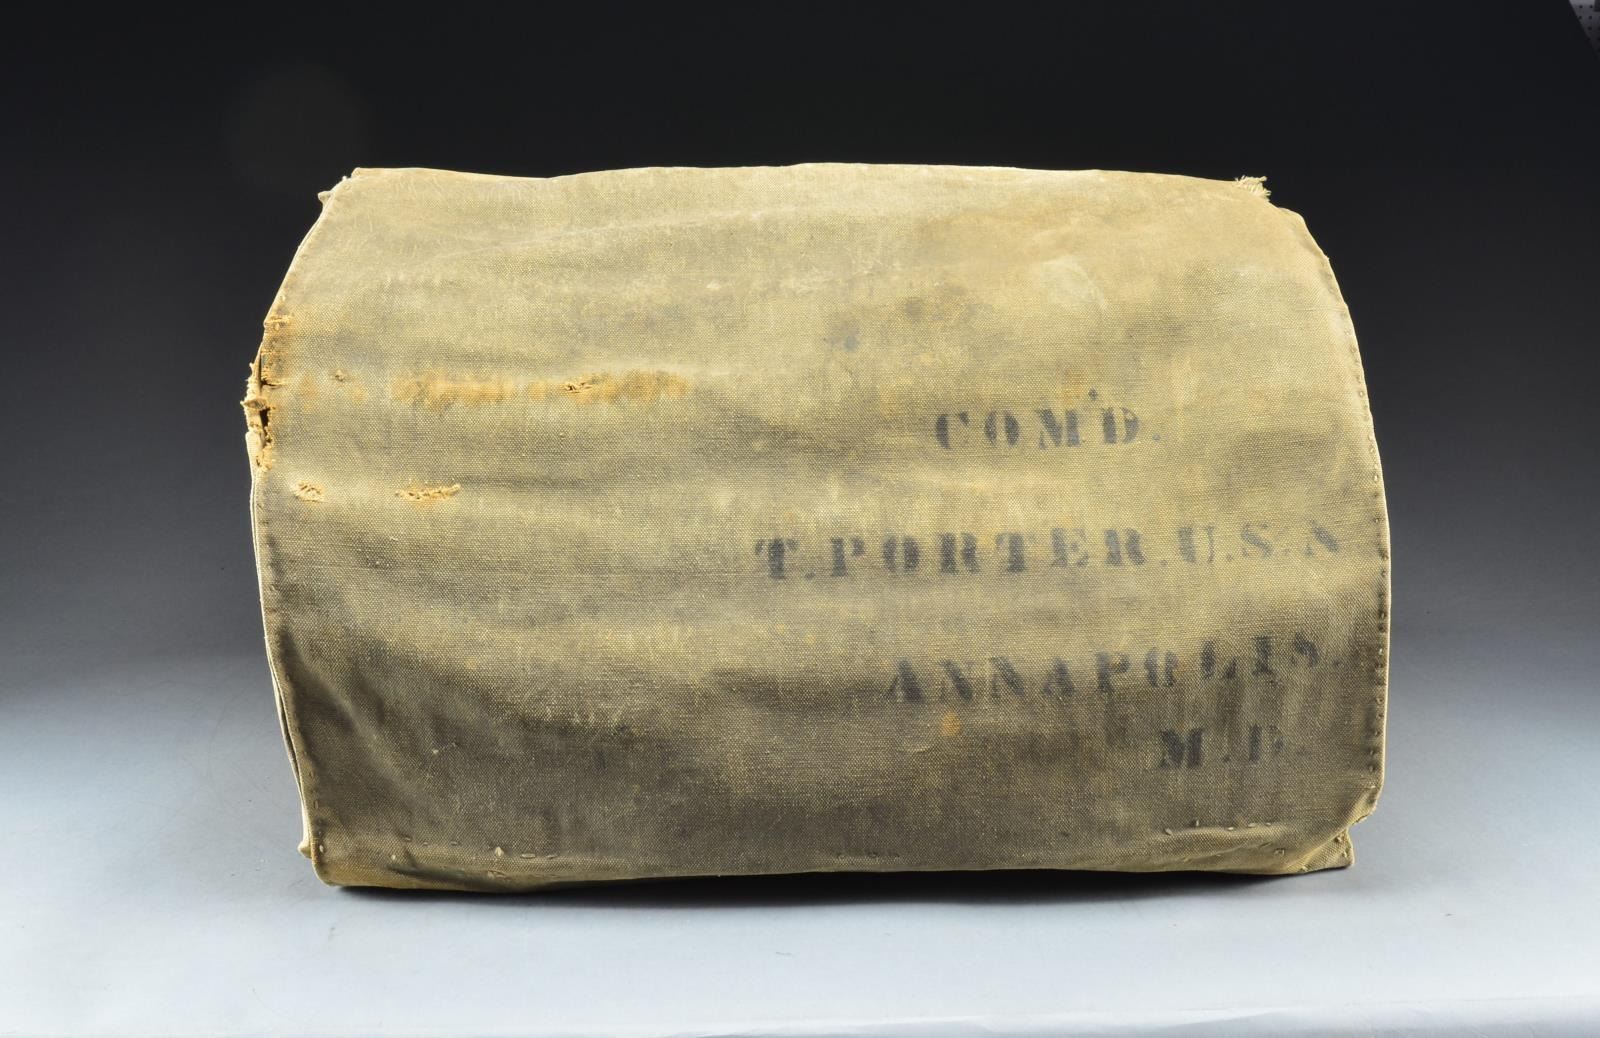 COM'D.
T. PORTER. U.S.N
ANNAPOLIS.
M.D.